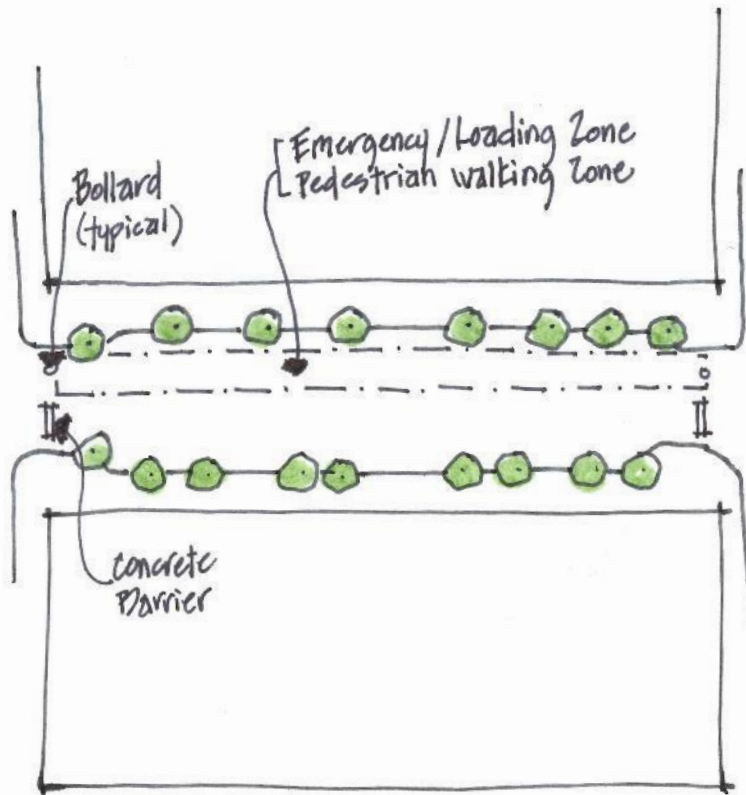 Emergency/Loading Zone
Pedestrian Walking Zone
Bollard
(typical)
Concrete
Barrier